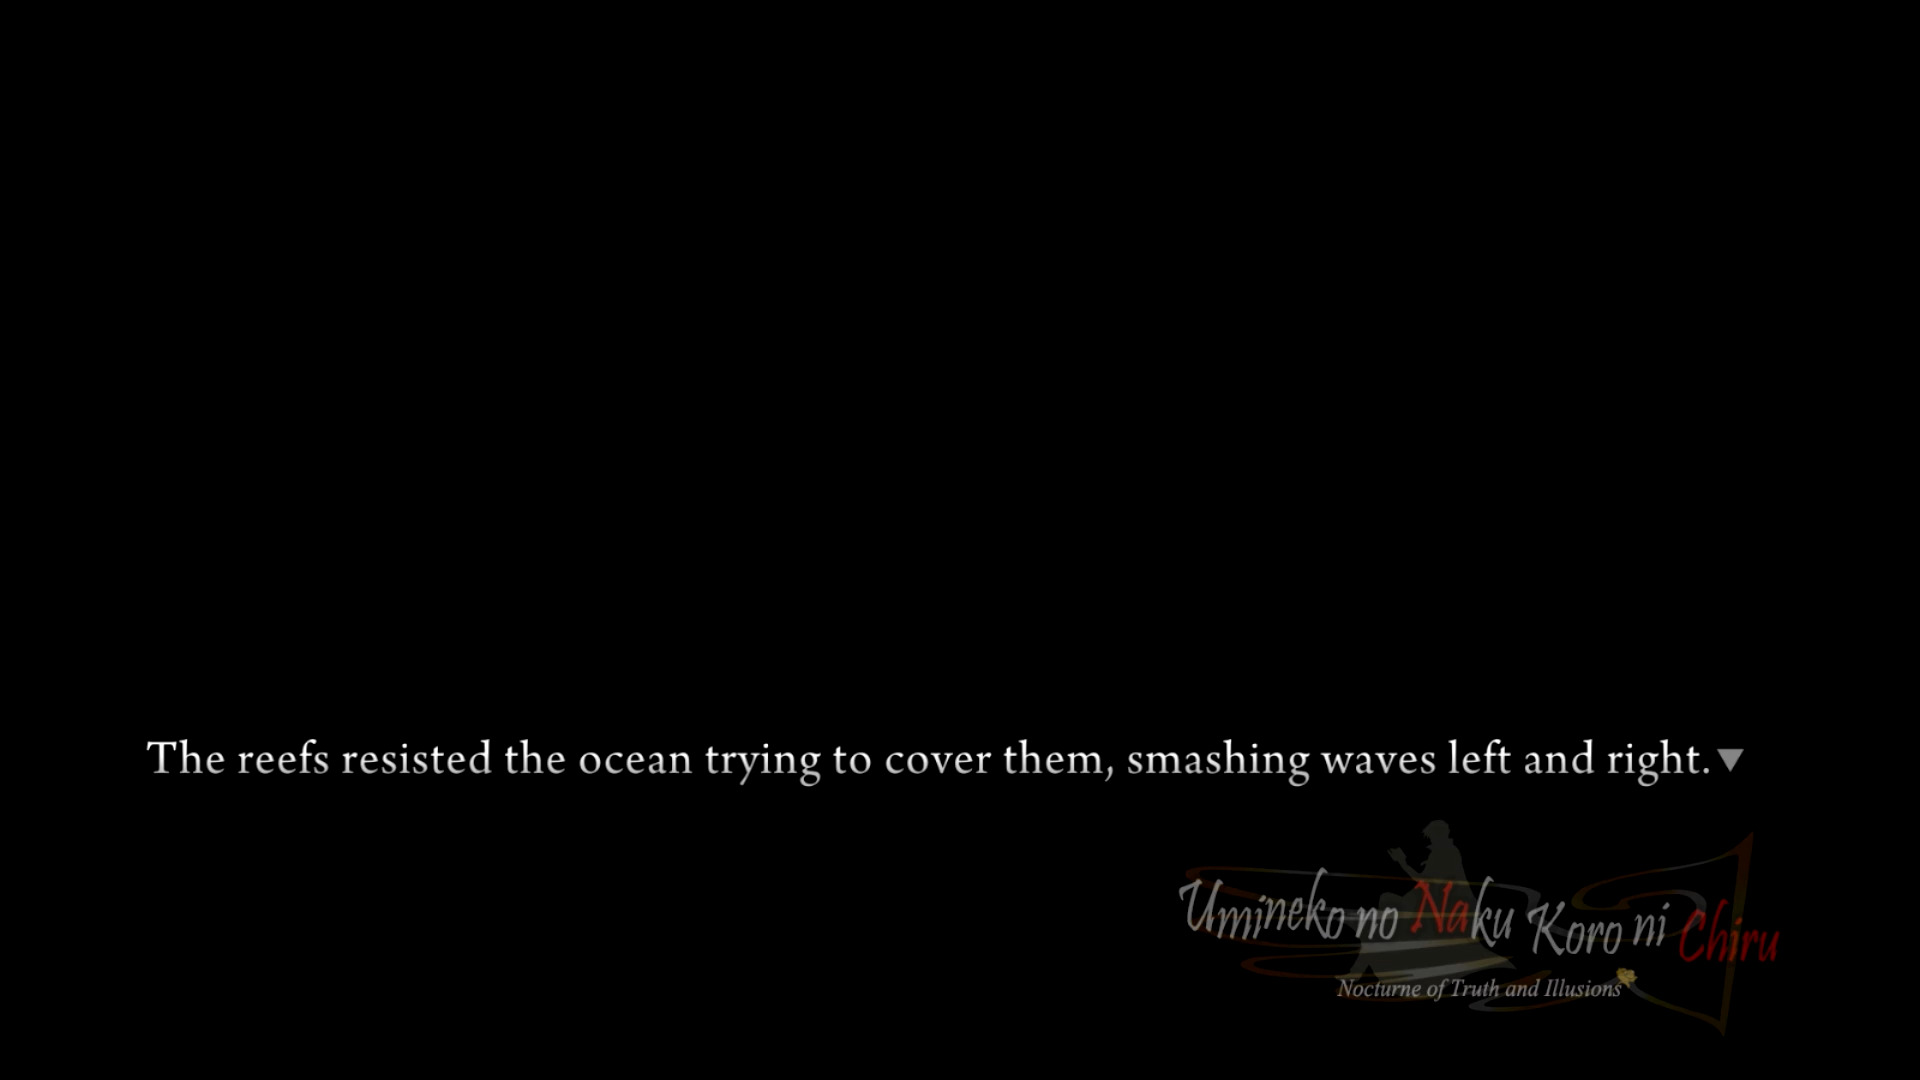 The reefs resisted the ocean trying to cover them, smashing waves left and right.
Umineko no Naku Koro ni Chiru
Nocturne of Truth and Illusions